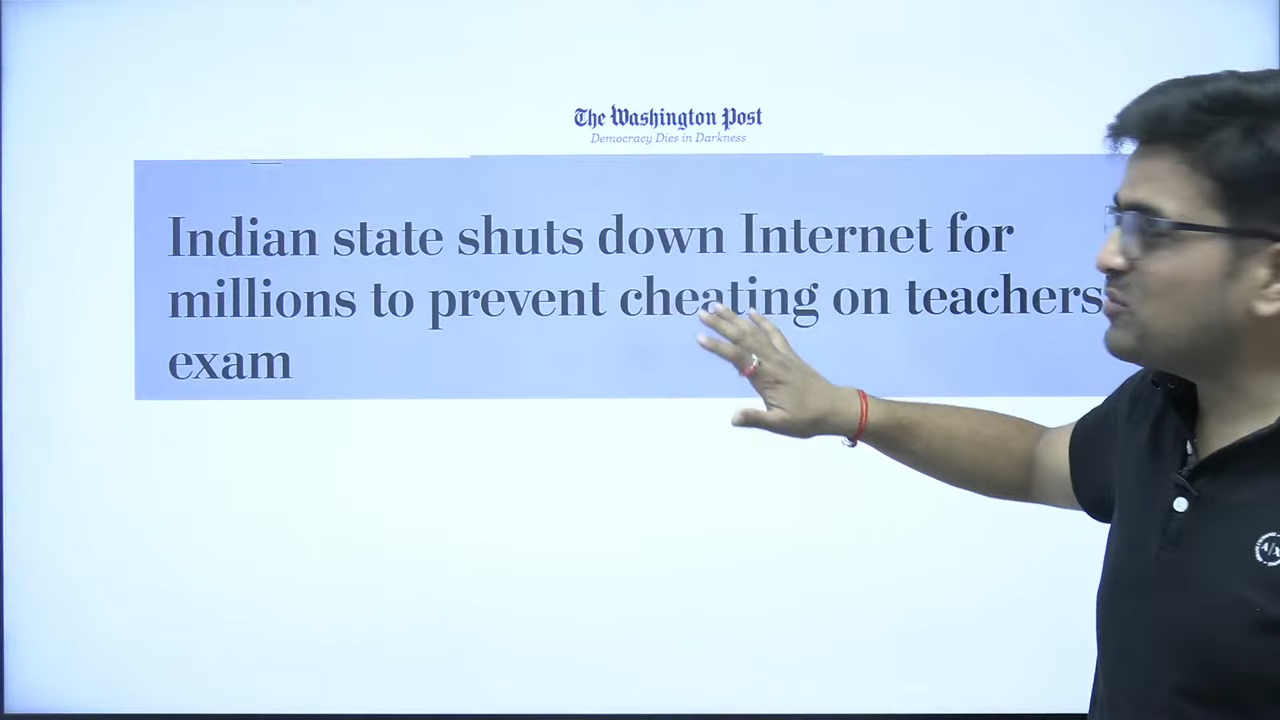 The Washington Post
Democracy Dies in Darkness
Indian state shuts down Internet for
millions to prevent cheating on teachers
exam